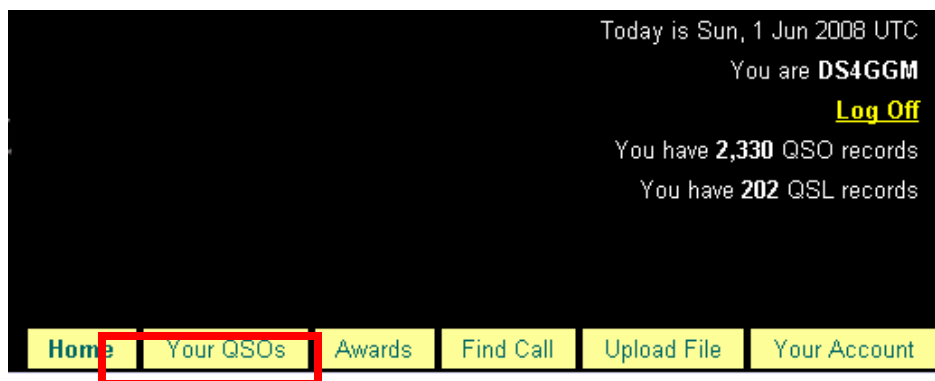 Today is Sun, 1 Jun 2008 UTC
You are DS4GGM
Log Off
You have 2,330 QSO records
You have 202 QSL records
Home Your QSOs Awards Find Call Upload File Your Account